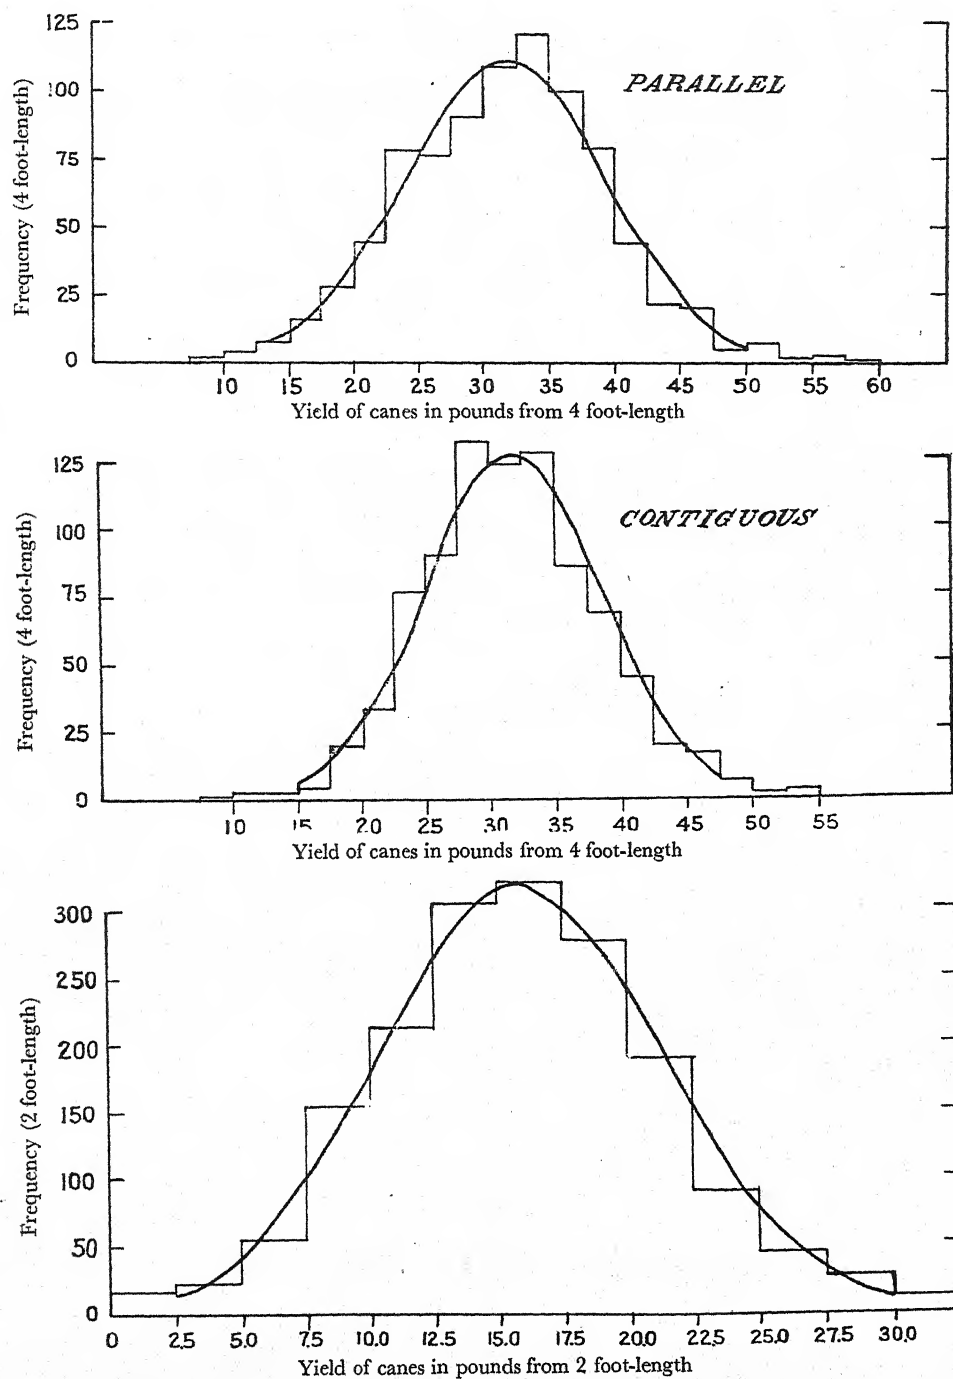 125
100
75
50
25
0
Frequency (4 foot-length)
PARALLEL
10 15 20 25 30 35 40 45 50 55 60
Yield of canes in pounds from 4 foot-length
125
100
75
50
25
0
Frequency (4 foot-length)
CONTIGUOUS
10 15 20 25 30 35 40 45 50 55
Yield of canes in pounds from 4 foot-length
300
250
200
150
100
50
0
Frequency (2 foot-length)
0 2.5 5.0 7.5 10.0 12.5 15.0 17.5 20.0 22.5 25.0 27.5 30.0
Yield of canes in pounds from 2 foot-length